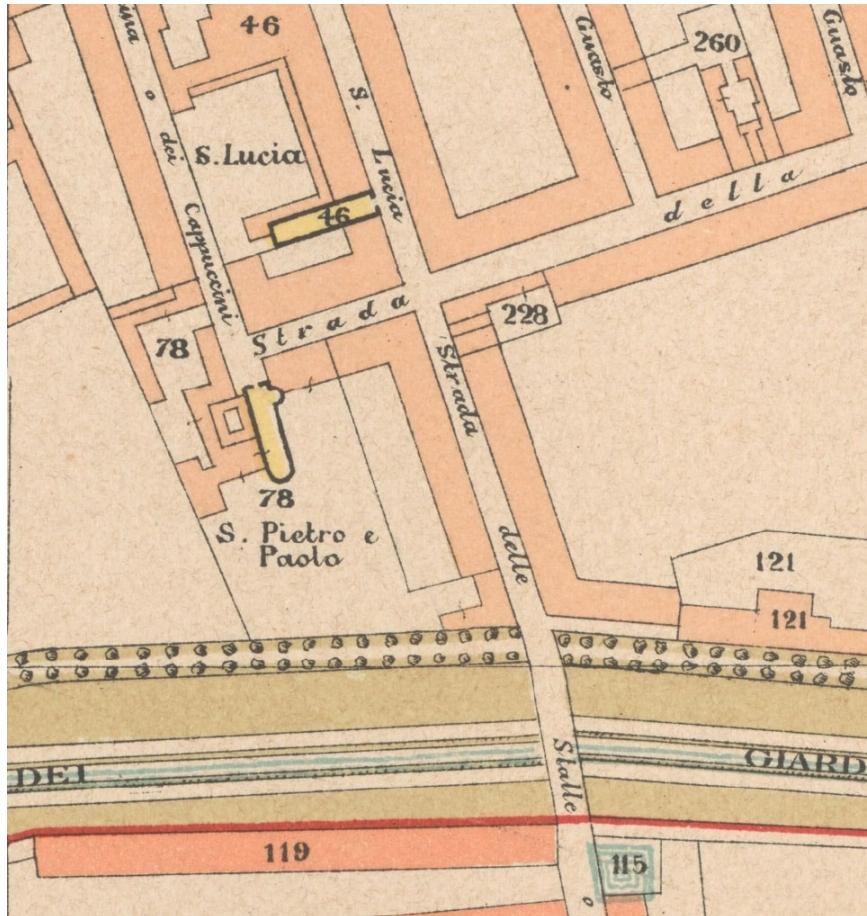 46
260
Guasto
Guasto
ina o dei Cappuccini
S. Lucia
S. Lucia
46
della
Strada
78
228
Strada delle Stalle o
78
S. Pietro e
Paolo
121
121
DEI
GIARD
119
115